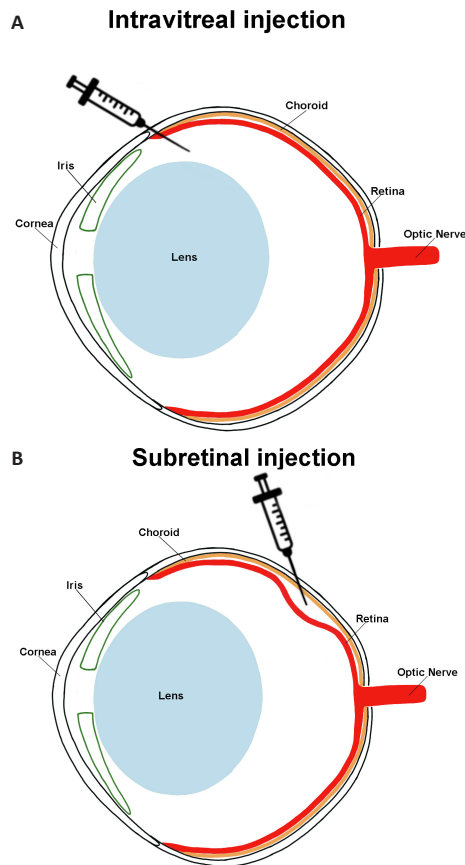 A
Intravitreal injection
Choroid
Iris
Retina
Cornea
Optic Nerve
Lens
B
Subretinal injection
Choroid
Iris
Retina
Cornea
Optic Nerve
Lens